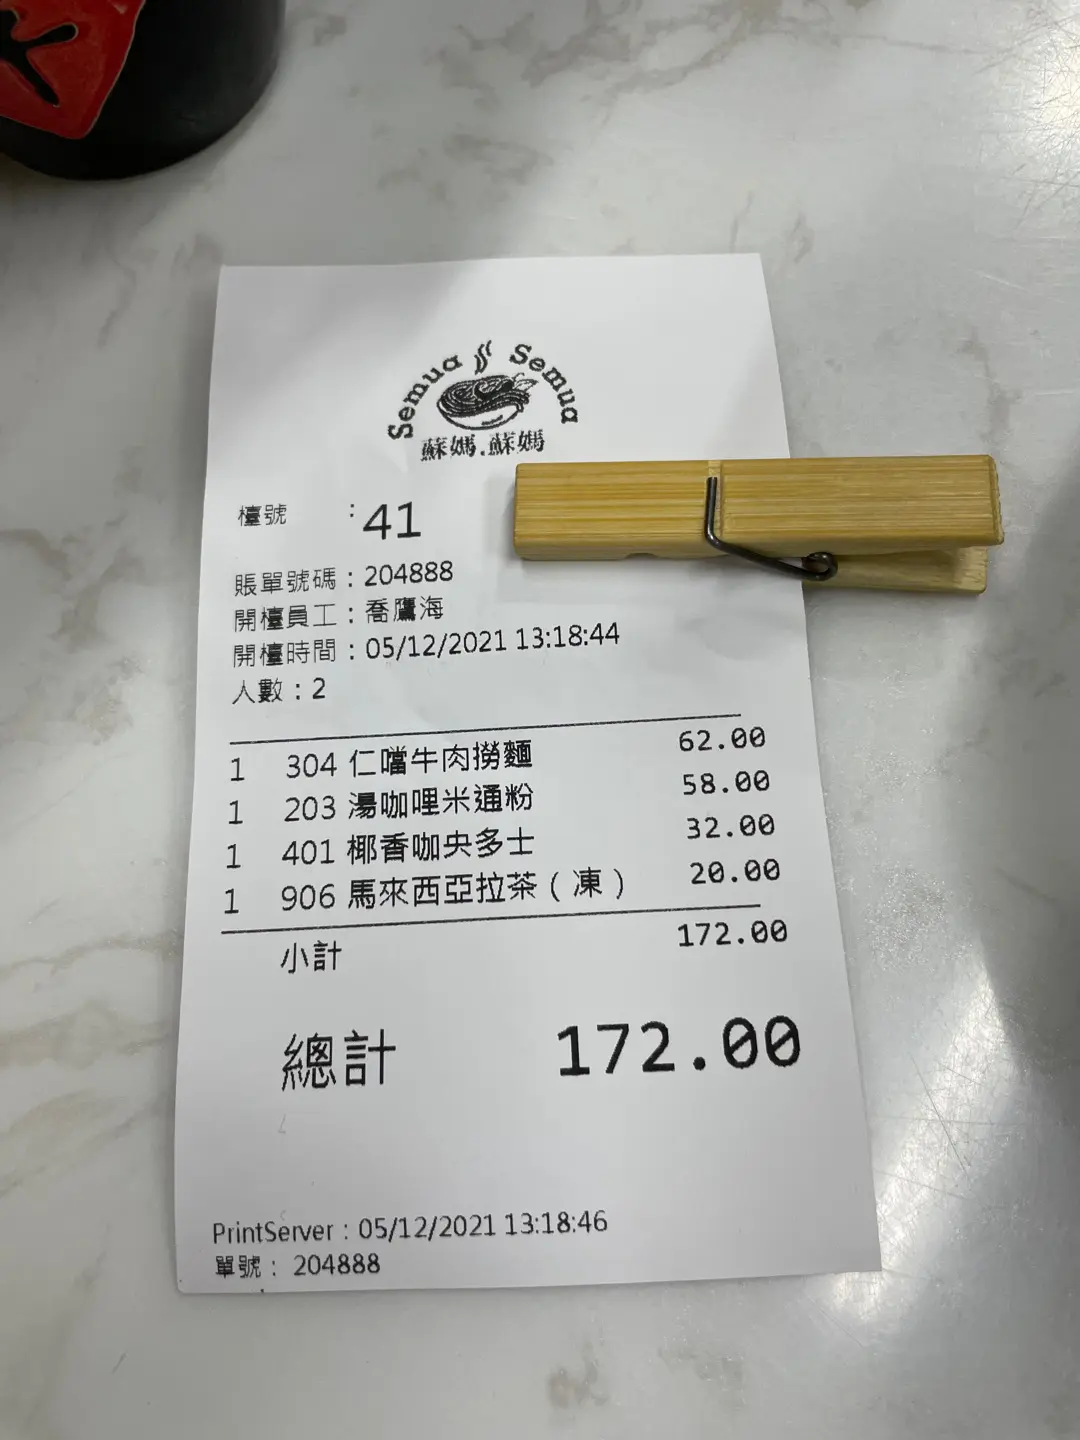 Semua Semua
蘇媽.蘇媽
檯號 : 41
賬單號碼 : 204888
開檯員工 : 喬鷹海
開檯時間 : 05/12/2021 13:18:44
人數 : 2
1 304 仁噹牛肉撈麵 62.00
1 203 湯咖哩米通粉 58.00
1 401 椰香咖央多士 32.00
1 906 馬來西亞拉茶（凍） 20.00
小計 172.00
總計 172.00
PrintServer : 05/12/2021 13:18:46
單號 : 204888